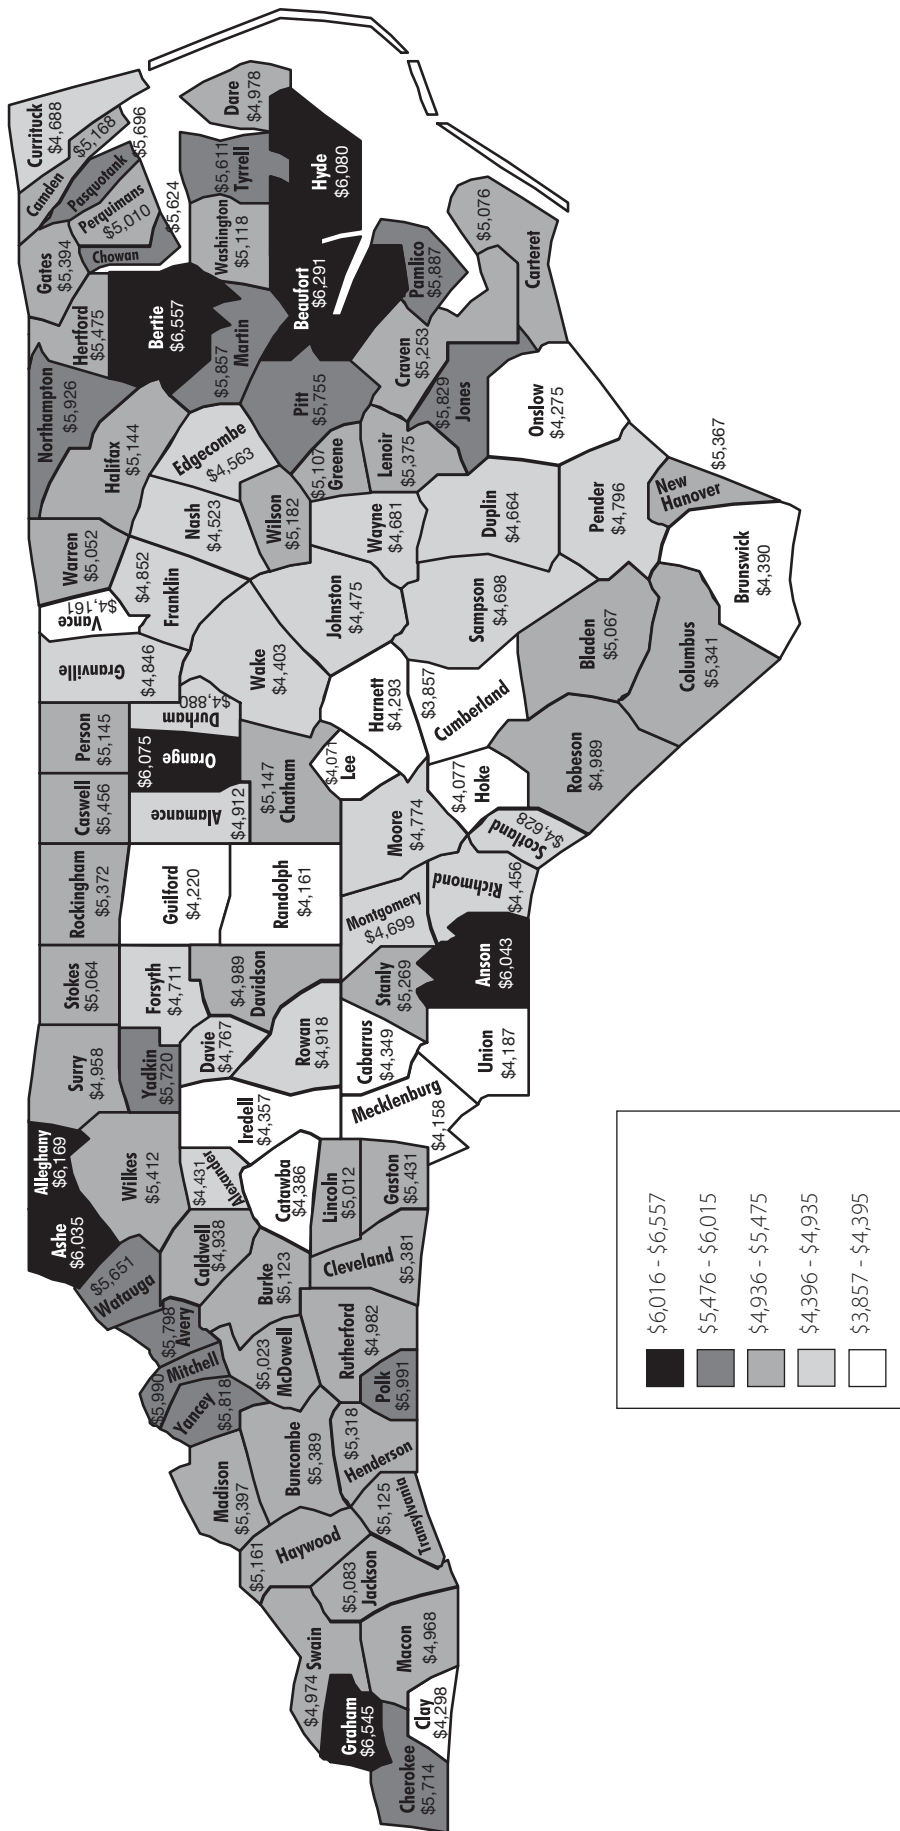 Currituck
$4,688
Camden
$5,168
Pasquotank
$5,696
Perquimans
$5,010
Chowan
$5,624
Gates
$5,394
Hertford
$5,475
Bertie
$6,557
Northampton
$5,926
Halifax
$5,144
Warren
$5,052
Vance
$4,161
Granville
$4,846
Person
$5,145
Caswell
$5,456
Rockingham
$5,372
Stokes
$5,064
Surry
$4,958
Alleghany
$6,169
Ashe
$6,035
Watauga
$5,651
Wilkes
$5,412
Yadkin
$5,720
Forsyth
$4,711
Guilford
$4,220
Alamance
$4,912
Orange
$6,075
Durham
$4,880
Franklin
$4,852
Nash
$4,523
Edgecombe
$4,563
Martin
$5,857
Washington
$5,118
Tyrrell
$5,611
Dare
$4,978
Hyde
$6,080
Beaufort
$6,291
Pitt
$5,755
Greene
$5,107
Wilson
$5,182
Johnston
$4,475
Wake
$4,403
Chatham
$5,147
Randolph
$4,161
Davidson
$4,989
Davie
$4,767
Rowan
$4,918
Iredell
$4,357
Alexander
$4,431
Catawba
$4,386
Caldwell
$4,938
Burke
$5,123
Avery
$5,798
Mitchell
$5,990
Yancey
$5,818
McDowell
$5,023
Madison
$5,397
Buncombe
$5,389
Haywood
$5,161
Swain
$4,974
Graham
$6,545
Cherokee
$5,714
Clay
$4,298
Macon
$4,968
Jackson
$5,083
Transylvania
$5,125
Henderson
$5,318
Polk
$5,991
Rutherford
$4,982
Cleveland
$5,381
Lincoln
$5,012
Gaston
$5,431
Mecklenburg
$4,158
Cabarrus
$4,349
Union
$4,187
Stanly
$5,269
Anson
$6,043
Montgomery
$4,699
Richmond
$4,456
Moore
$4,774
Scotland
$4,628
Hoke
$4,077
Lee
$4,071
Harnett
$4,293
Cumberland
$3,857
Robeson
$4,989
Bladen
$5,067
Columbus
$5,341
Brunswick
$4,390
New
Hanover
$5,367
Pender
$4,796
Sampson
$4,698
Duplin
$4,664
Wayne
$4,681
Lenoir
$5,375
Jones
$5,829
Onslow
$4,275
Craven
$5,253
Pamlico
$5,887
Carteret
$5,076
$6,016 - $6,557
$5,476 - $6,015
$4,936 - $5,475
$4,396 - $4,935
$3,857 - $4,395